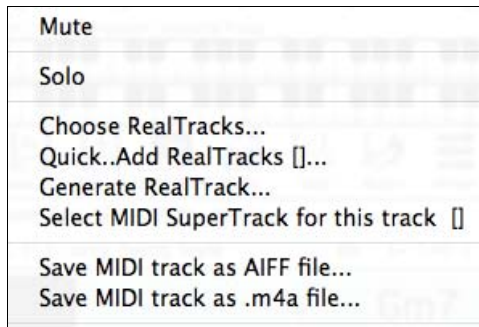 Mute
Solo
Choose RealTracks...
Quick..Add RealTracks []...
Generate RealTrack...
Select MIDI SuperTrack for this track []
Save MIDI track as AIFF file...
Save MIDI track as .m4a file...
Gm7